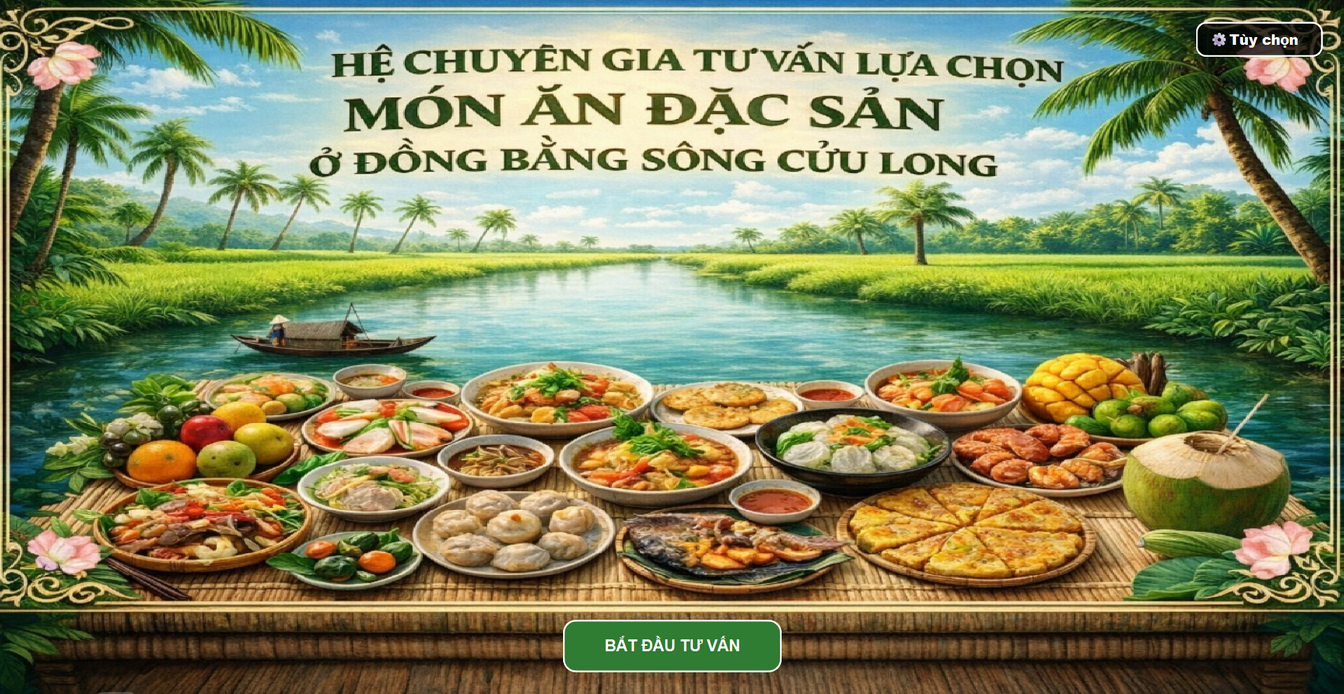 HỆ CHUYÊN GIA TƯ VẤN LỰA CHỌN
MÓN ĂN ĐẶC SẢN
Ở ĐỒNG BẰNG SÔNG CỬU LONG
Tùy chọn
BẮT ĐẦU TƯ VẤN